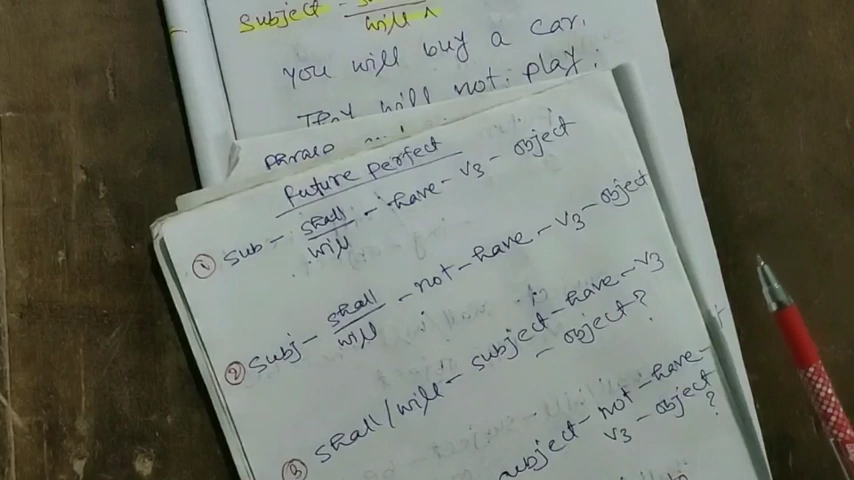 Subject -
will
You will buy a car.
They will not play.
Future perfect
① Sub - shall/will - have - V3 - object
② Subj - shall/will - not - have - V3 - object
③ Shall/will - subject - have - V3
- object?
subject - not - have -
V3 - object
?